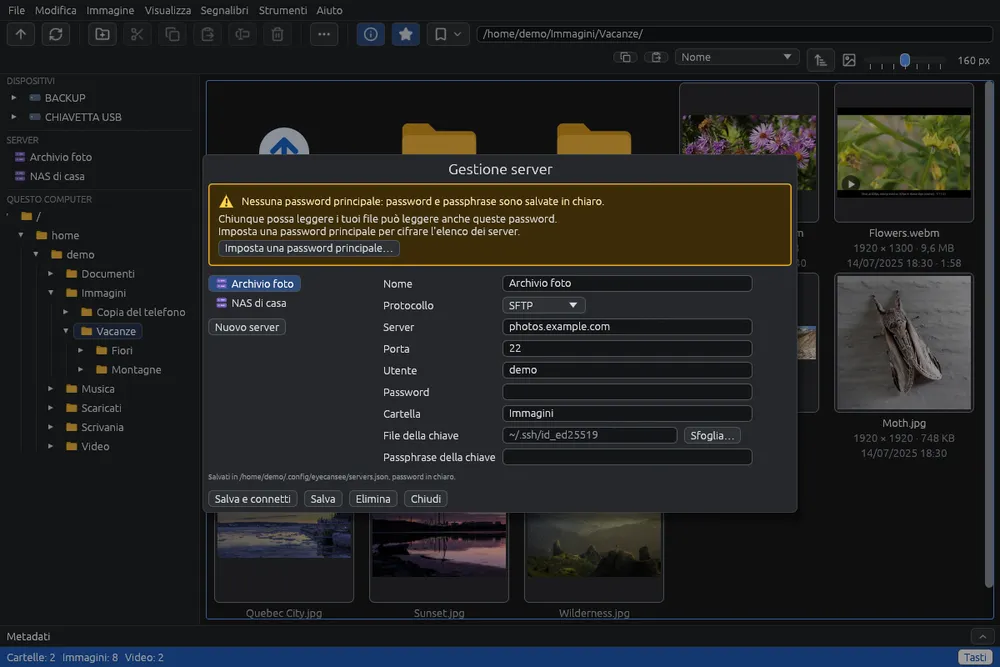 File Modifica Immagine Visualizza Segnalibri Strumenti Aiuto
/home/demo/Immagini/Vacanze/
Nome
160 px
DISPOSITIVI
BACKUP
CHIAVETTA USB
SERVER
Archivio foto
NAS di casa
QUESTO COMPUTER
/
home
demo
Documenti
Immagini
Copia del telefono
Vacanze
Fiori
Montagne
Musica
Scaricati
Scrivania
Video
Flowers.webm
1920 × 1300 · 9,6 MB
14/07/2025 18:30 · 1:58
Moth.jpg
1920 × 1920 · 748 KB
14/07/2025 18:30
Gestione server
Nessuna password principale: password e passphrase sono salvate in chiaro.
Chiunque possa leggere i tuoi file può leggere anche queste password.
Imposta una password principale per cifrare l'elenco dei server.
Imposta una password principale…
Archivio foto
NAS di casa
Nuovo server
Nome Archivio foto
Protocollo SFTP
Server photos.example.com
Porta 22
Utente demo
Password
Cartella Immagini
File della chiave ~/.ssh/id_ed25519 Sfoglia…
Passphrase della chiave
Salvati in /home/demo/.config/eyecansee/servers.json, password in chiaro.
Salva e connetti Salva Elimina Chiudi
Quebec City.jpg
Sunset.jpg
Wilderness.jpg
Metadati
Cartelle: 2 Immagini: 8 Video: 2
Tasti